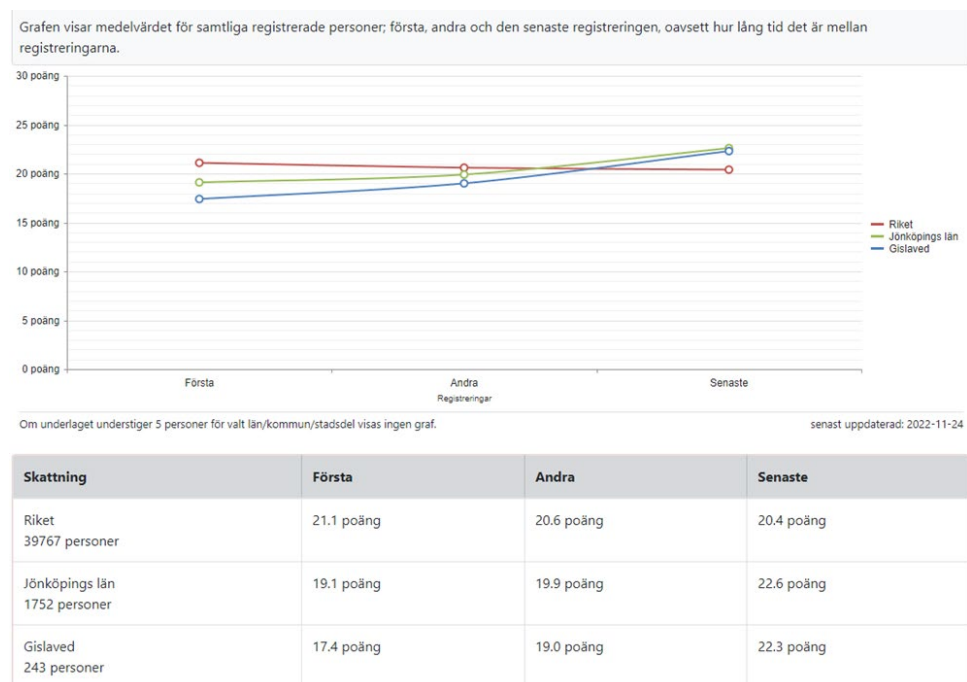 Grafen visar medelvärdet för samtliga registrerade personer; första, andra och den senaste registreringen, oavsett hur lång tid det är mellan
registreringarna.
30 poäng
25 poäng
20 poäng
15 poäng
10 poäng
5 poäng
0 poäng
Riket
Jönköpings län
Gislaved
Första
Andra
Senaste
Registreringar
Om underlaget understiger 5 personer för valt län/kommun/stadsdel visas ingen graf.
senast uppdaterad: 2022-11-24
Skattning
Första
Andra
Senaste
Riket
39767 personer
21.1 poäng
20.6 poäng
20.4 poäng
Jönköpings län
1752 personer
19.1 poäng
19.9 poäng
22.6 poäng
Gislaved
243 personer
17.4 poäng
19.0 poäng
22.3 poäng